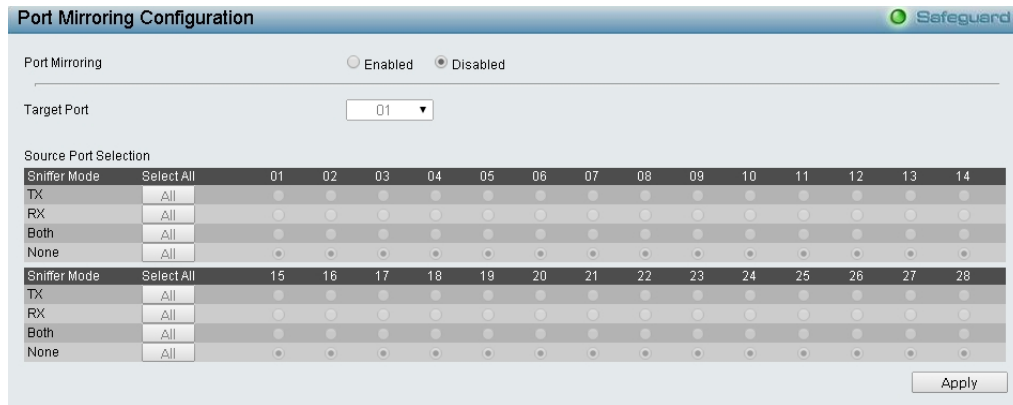 Port Mirroring Configuration Safeguard
Port Mirroring Enabled Disabled
Target Port 01
Source Port Selection
Sniffer Mode Select All 01 02 03 04 05 06 07 08 09 10 11 12 13 14
TX All
RX All
Both All
None All
Sniffer Mode Select All 15 16 17 18 19 20 21 22 23 24 25 26 27 28
TX All
RX All
Both All
None All
Apply